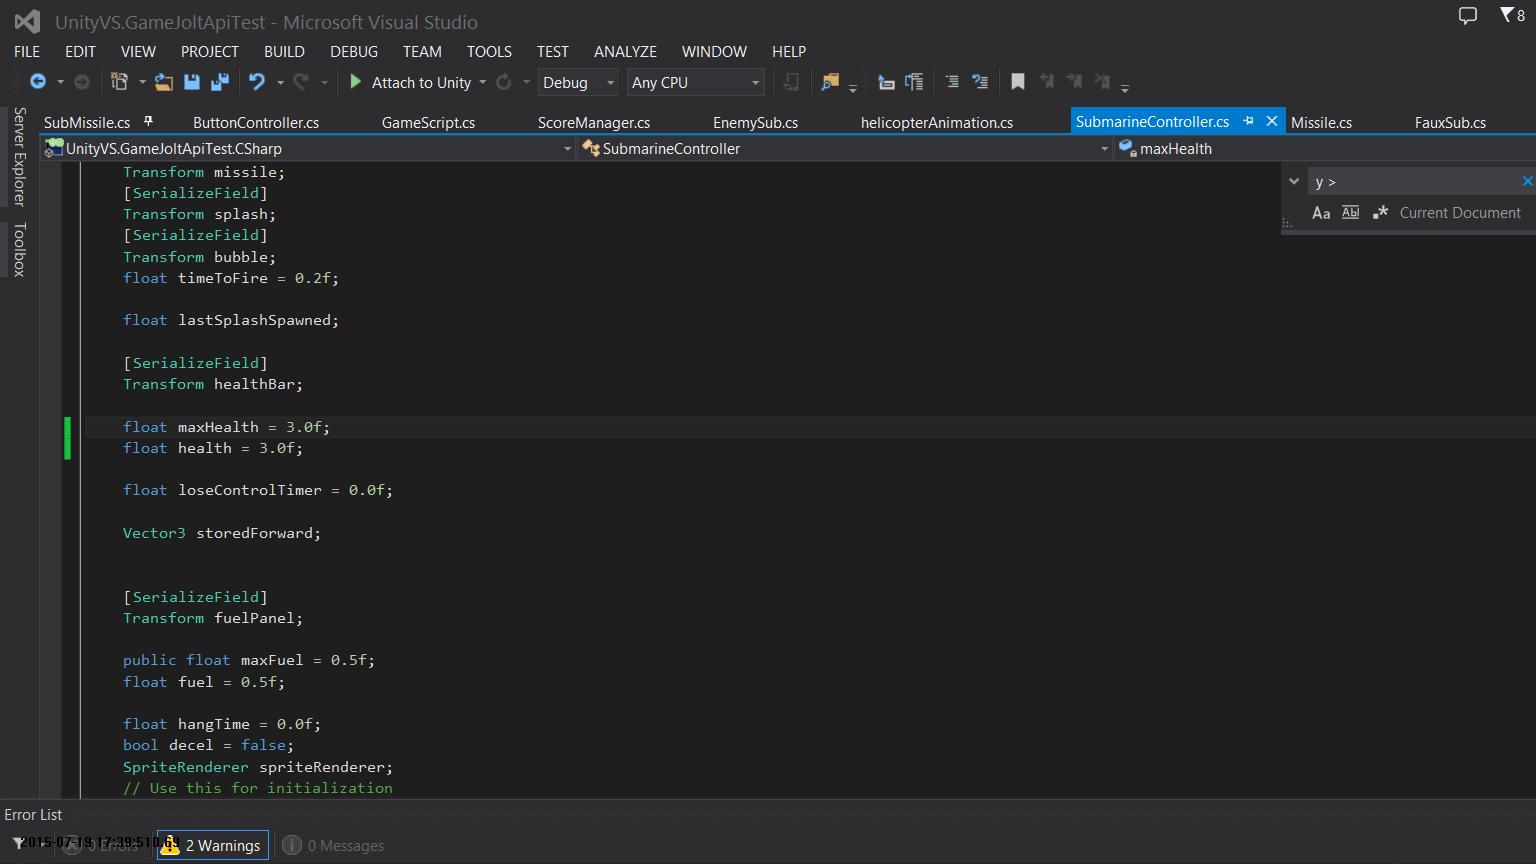 UnityVS.GameJoltApiTest - Microsoft Visual Studio
8
FILE EDIT VIEW PROJECT BUILD DEBUG TEAM TOOLS TEST ANALYZE WINDOW HELP
Attach to Unity Debug Any CPU
SubMissile.cs ButtonController.cs GameScript.cs ScoreManager.cs EnemySub.cs helicopterAnimation.cs SubmarineController.cs Missile.cs FauxSub.cs
UnityVS.GameJoltApiTest.CSharp SubmarineController maxHealth
Server Explorer
Toolbox
y >
Aa Abl .* Current Document
Transform missile;
[SerializeField]
Transform splash;
[SerializeField]
Transform bubble;
float timeToFire = 0.2f;
float lastSplashSpawned;
[SerializeField]
Transform healthBar;
float maxHealth = 3.0f;
float health = 3.0f;
float loseControlTimer = 0.0f;
Vector3 storedForward;
[SerializeField]
Transform fuelPanel;
public float maxFuel = 0.5f;
float fuel = 0.5f;
float hangTime = 0.0f;
bool decel = false;
SpriteRenderer spriteRenderer;
// Use this for initialization
Error List
0 Errors 2 Warnings 0 Messages